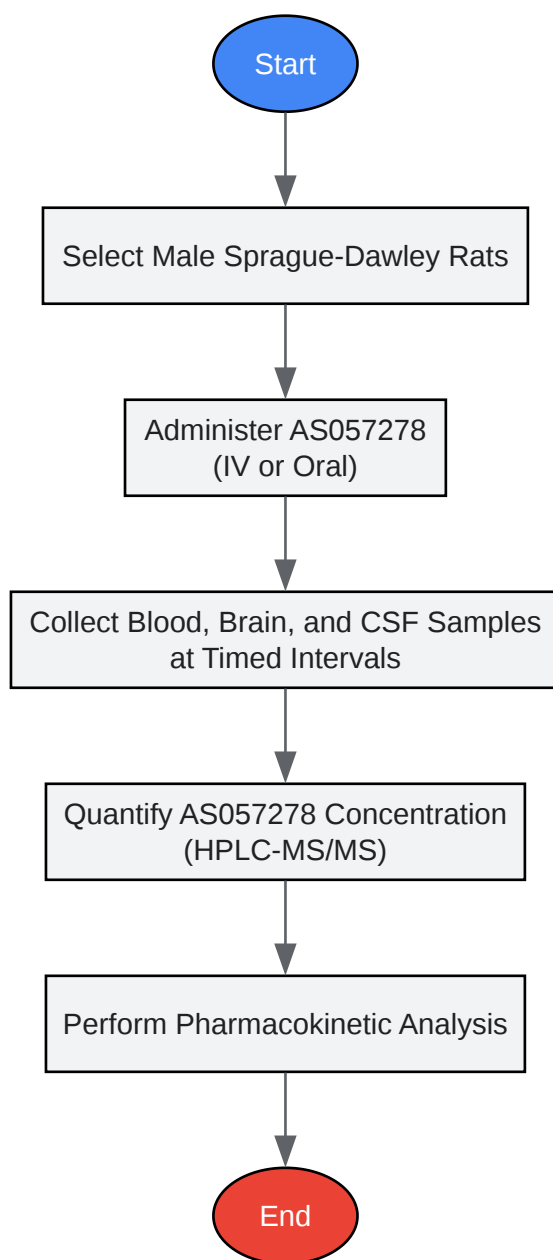 Start
Select Male Sprague-Dawley Rats
Administer AS057278
(IV or Oral)
Collect Blood, Brain, and CSF Samples
at Timed Intervals
Quantify AS057278 Concentration
(HPLC-MS/MS)
Perform Pharmacokinetic Analysis
End